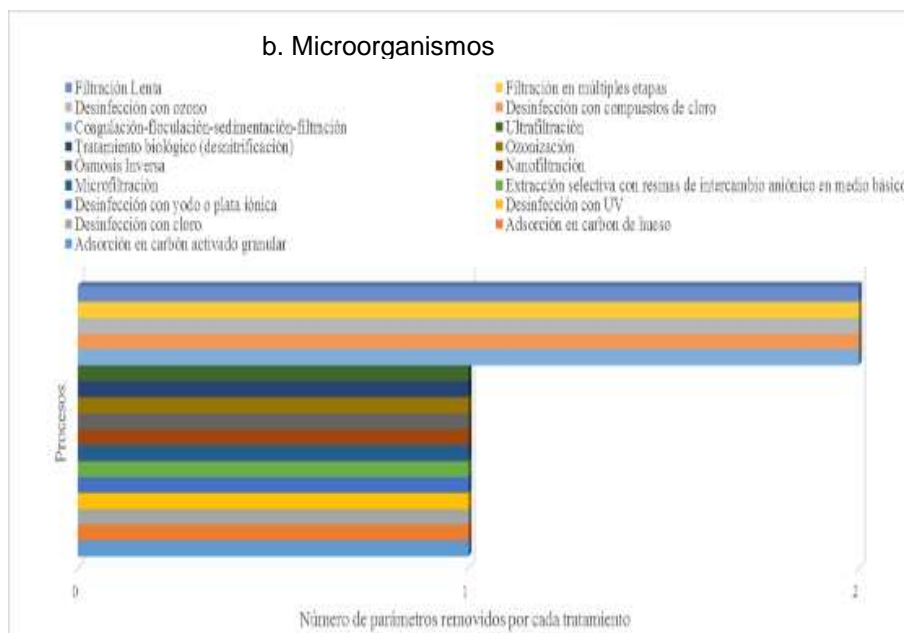 b. Microorganismos
Filtración Lenta
Filtración en múltiples etapas
Desinfección con ozono
Desinfección con compuestos de cloro
Coagulación-floculación-sedimentación-filtración
Ultrafiltración
Tratamiento biológico (desnitrificación)
Ozonización
Ósmosis Inversa
Nanofiltración
Microfiltración
Extracción selectiva con resinas de intercambio aniónico en medio básico
Desinfección con yodo o plata iónica
Desinfección con UV
Desinfección con cloro
Adsorción en carbon de hueso
Adsorción en carbón activado granular
Procesos
0 1 2
Número de parámetros removidos por cada tratamiento